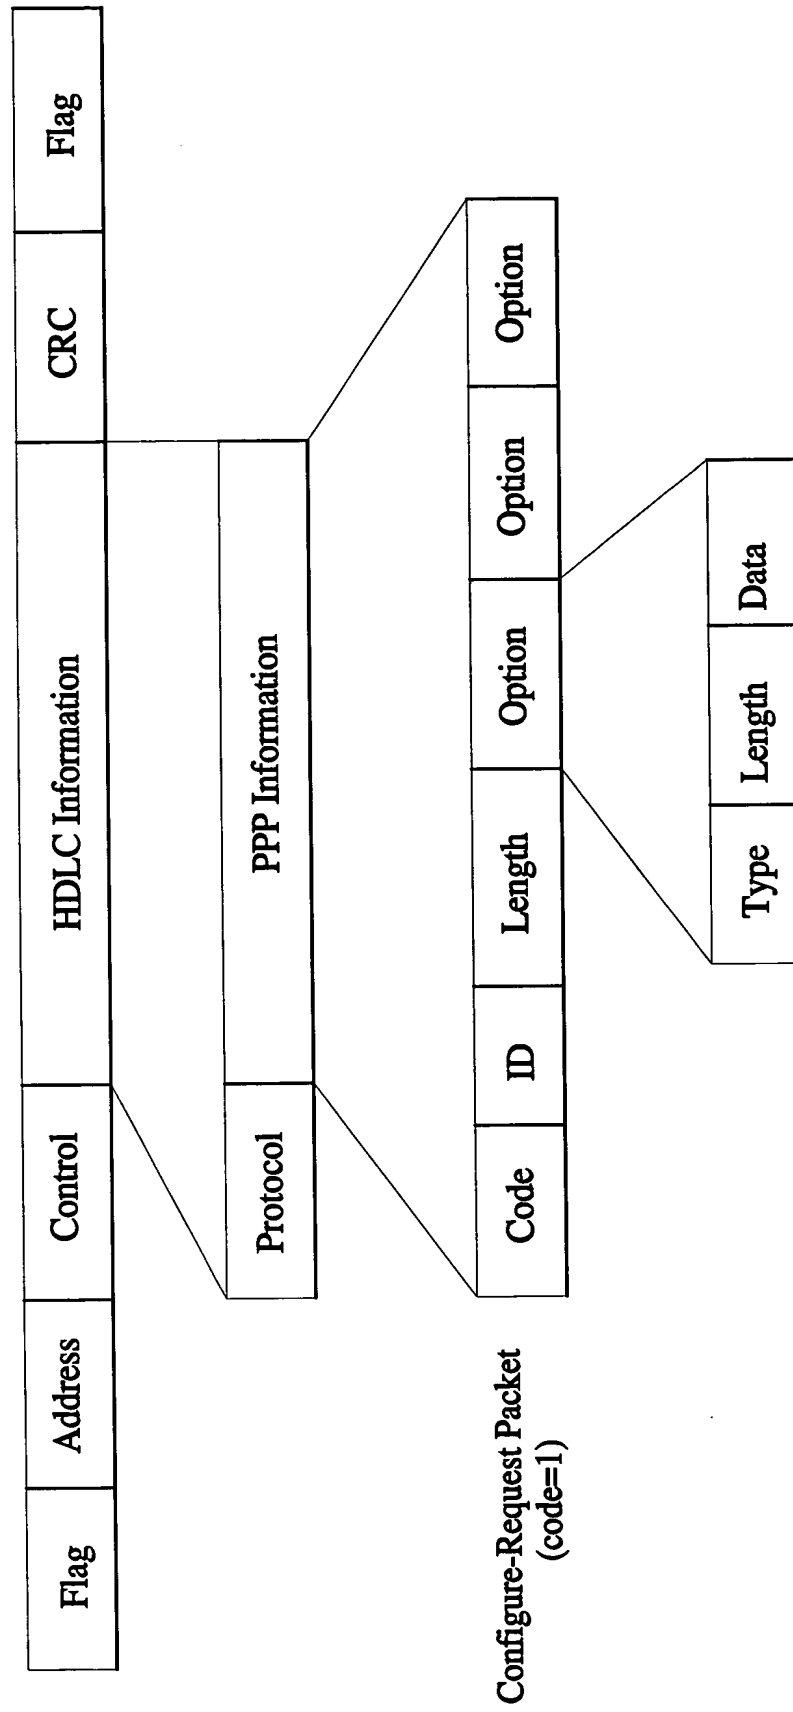 Flag Address Control HDLC Information CRC Flag
Protocol PPP Information
Configure-Request Packet
(code=1)
Code ID Length Option Option Option
Type Length Data